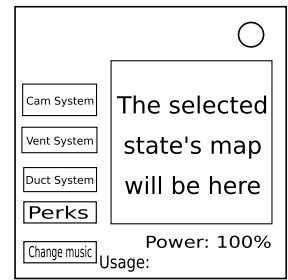 Cam System
Vent System
Duct System
Perks
Change music
The selected
state's map
will be here
Power: 100%
Usage: